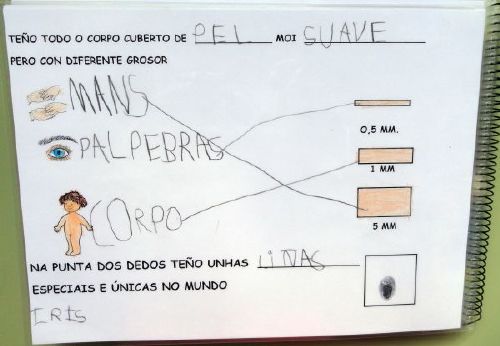 TEÑO TODO O CORPO CUBERTO DE PEL MOI SUAVE
PERO CON DIFERENTE GROSOR
MANS
0,5 MM.
PALPEBRAS
1 MM
CORPO
5 MM
NA PUNTA DOS DEDOS TEÑO UNHAS LIÑAS
ESPECIAIS E ÚNICAS NO MUNDO
IRIS